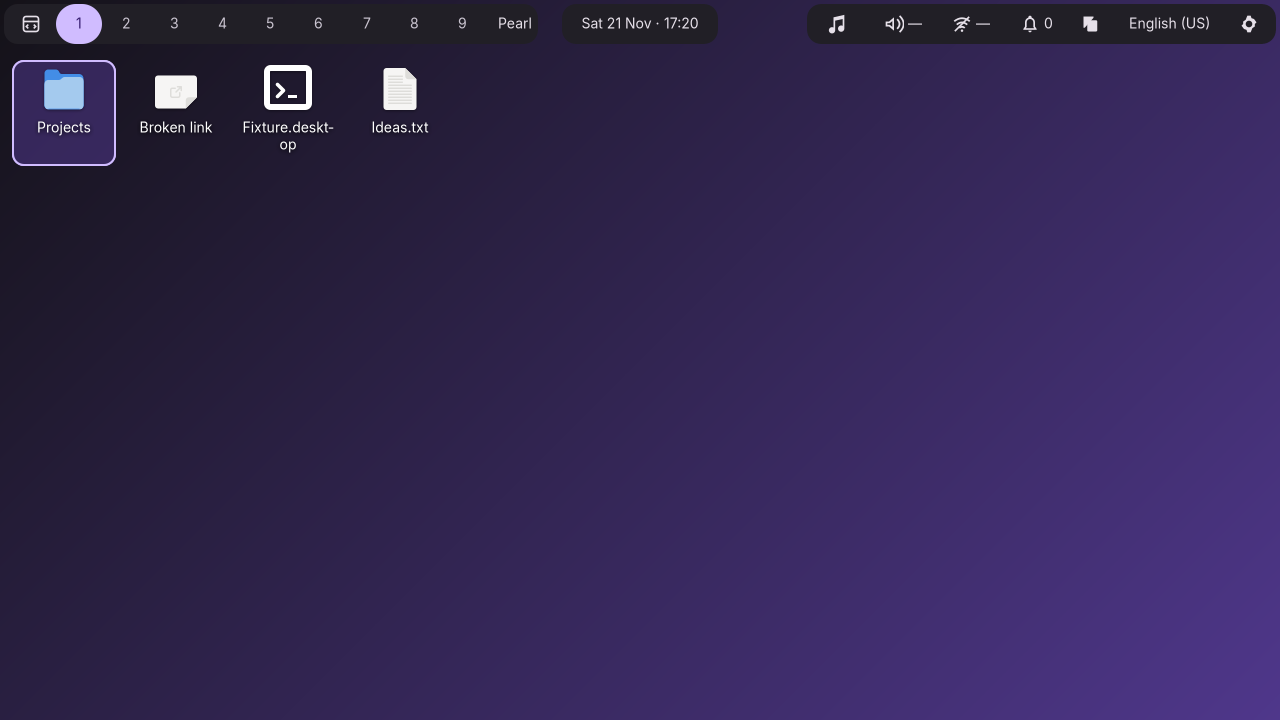 1 2 3 4 5 6 7 8 9 Pearl
Sat 21 Nov · 17:20
— — 0 English (US)
Projects
Broken link
Fixture.deskt-
op
Ideas.txt